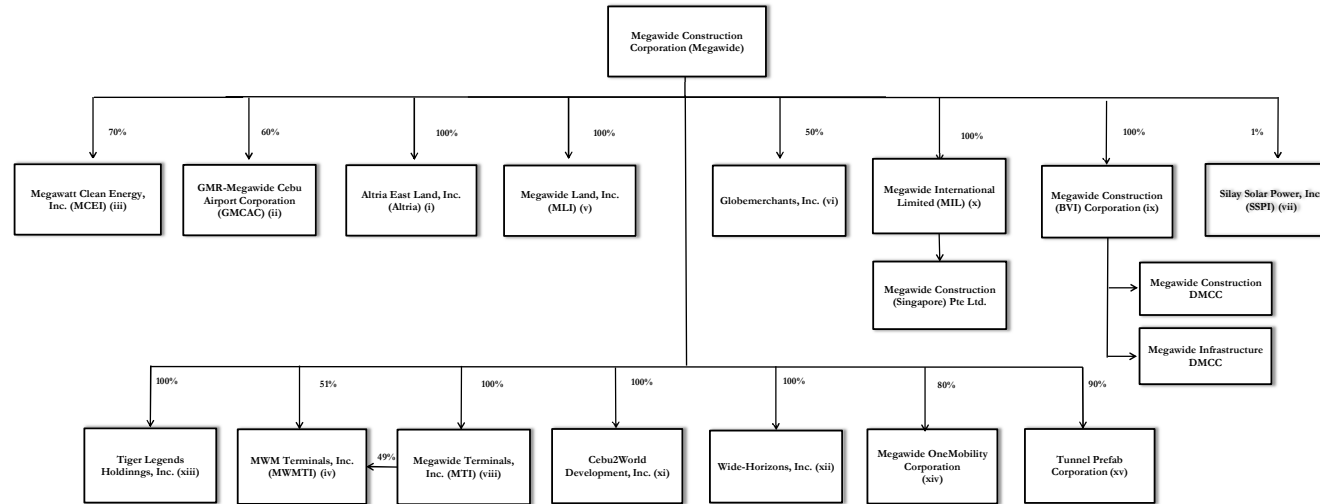 Megawide Construction
Corporation (Megawide)
70%
60%
100%
100%
50%
100%
100%
1%
Megawatt Clean Energy,
Inc. (MCEI) (iii)
GMR-Megawide Cebu
Airport Corporation
(GMCAC) (ii)
Altria East Land, Inc.
(Altria) (i)
Megawide Land, Inc.
(MLI) (v)
Globemerchants, Inc. (vi)
Megawide International
Limited (MIL) (x)
Megawide Construction
(BVI) Corporation (ix)
Silay Solar Power, Inc
(SSPI) (vii)
Megawide Construction
(Singapore) Pte Ltd.
Megawide Construction
DMCC
Megawide Infrastructure
DMCC
100%
51%
100%
100%
100%
80%
90%
Tiger Legends
Holdinngs, Inc. (xiii)
MWM Terminals, Inc.
(MWMTI) (iv)
49%
Megawide Terminals,
Inc. (MTI) (viii)
Cebu2World
Development, Inc. (xi)
Wide-Horizons, Inc. (xii)
Megawide OneMobility
Corporation
(xiv)
Tunnel Prefab
Corporation (xv)